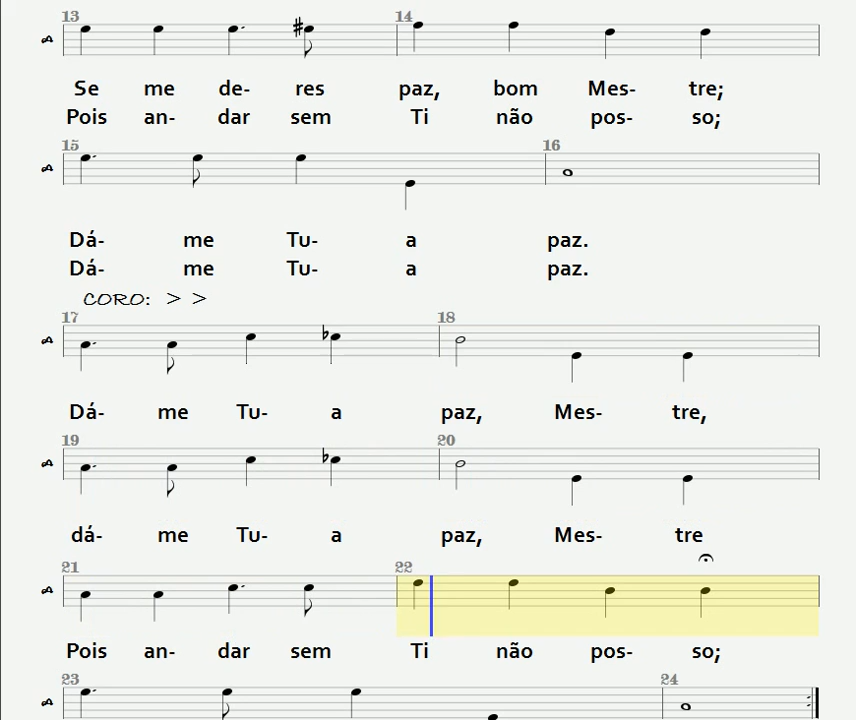 13 14
Se me de- res paz, bom Mes- tre;
Pois an- dar sem Ti não pos- so;
15 16
Dá- me Tu- a paz.
Dá- me Tu- a paz.
CORO: > >
17 18
Dá- me Tu- a paz, Mes- tre,
19 20
dá- me Tu- a paz, Mes- tre
21 22
Pois an- dar sem Ti não pos- so;
23 24